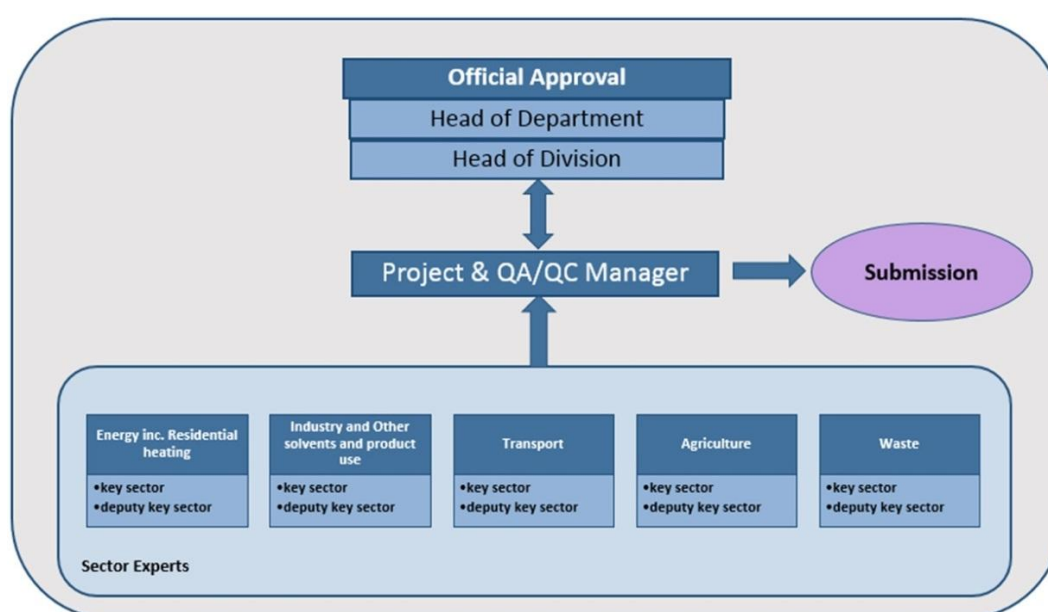 Official Approval
Head of Department
Head of Division
Project & QA/QC Manager
Submission
Energy inc. Residential
heating
•key sector
•deputy key sector
Industry and Other
solvents and product
use
•key sector
•deputy key sector
Transport
•key sector
•deputy key sector
Agriculture
•key sector
•deputy key sector
Waste
•key sector
•deputy key sector
Sector Experts